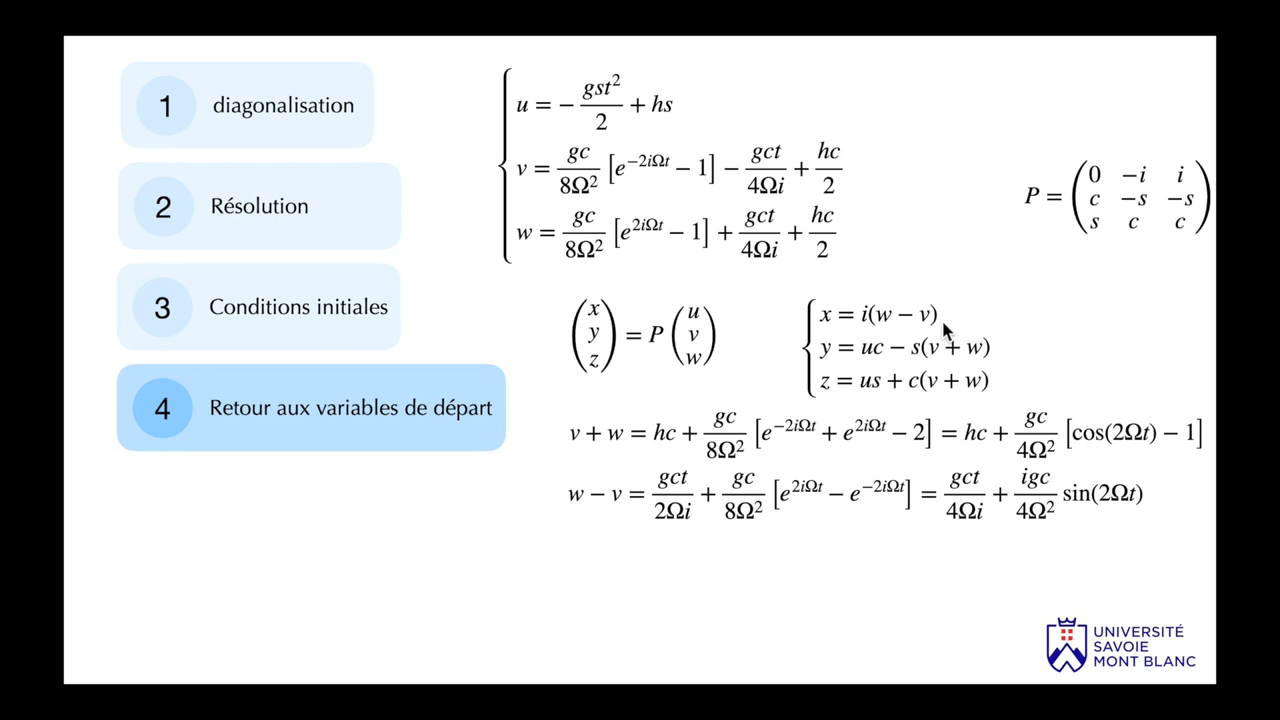 1 diagonalisation
2 Résolution
3 Conditions initiales
4 Retour aux variables de départ
u = − gst²/2 + hs
v = gc/8Ω² [e^{−2iΩt} − 1] − gct/4Ωi + hc/2
w = gc/8Ω² [e^{2iΩt} − 1] + gct/4Ωi + hc/2
P = (0 −i i
c −s −s
s c c)
(x y z) = P (u v w)
x = i(w − v)
y = uc − s(v + w)
z = us + c(v + w)
v + w = hc + gc/8Ω² [e^{−2iΩt} + e^{2iΩt} − 2] = hc + gc/4Ω² [cos(2Ωt) − 1]
w − v = gct/2Ωi + gc/8Ω² [e^{2iΩt} − e^{−2iΩt}] = gct/4Ωi + igc/4Ω² sin(2Ωt)
UNIVERSITÉ
SAVOIE
MONT BLANC